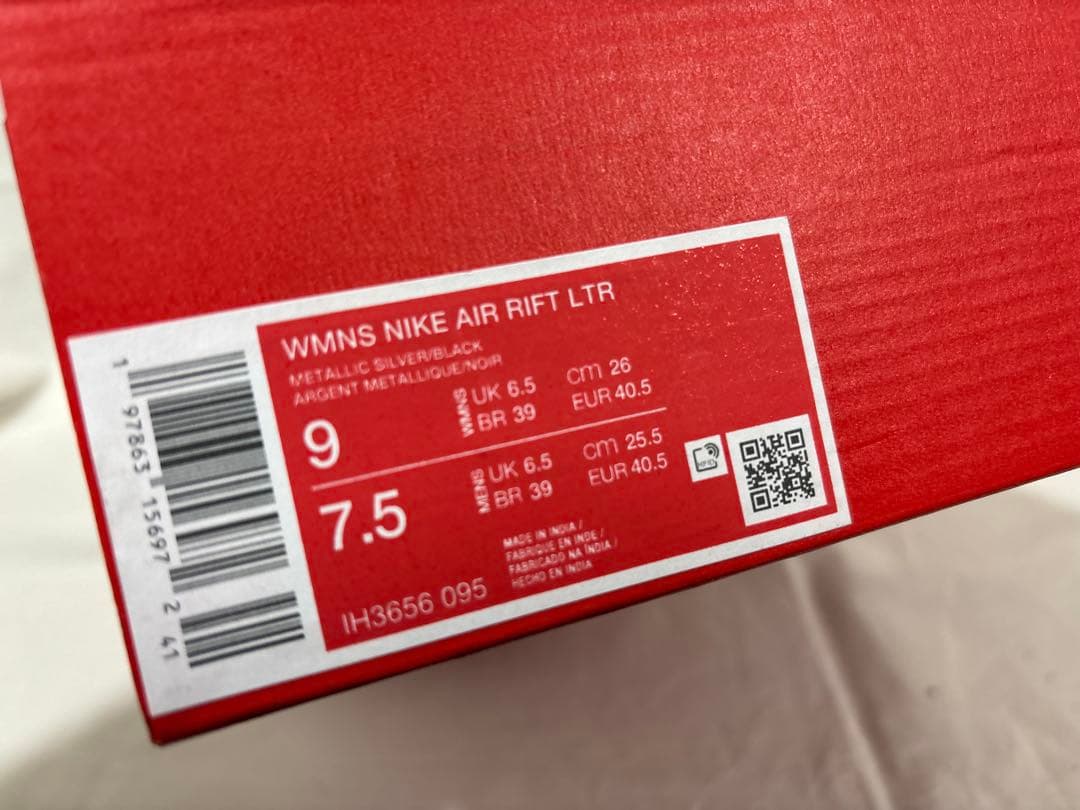 WMNS NIKE AIR RIFT LTR
METALLIC SILVER/BLACK
ARGENT METALLIQUE/NOIR
9
WMNS
UK 6.5
BR 39
cm 26
EUR 40.5
7.5
MENS
UK 6.5
BR 39
cm 25.5
EUR 40.5
MADE IN INDIA /
FABRIQUE EN INDE /
FABRICADO NA ÍNDIA /
HECHO EN INDIA
IH3656 095
1 97863 15697 2 41